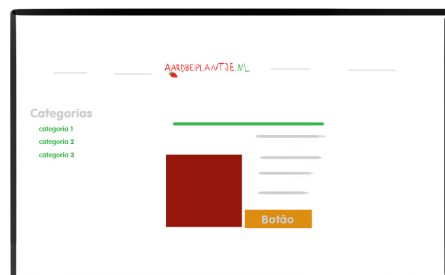 AARDBEIPLANTJE.NL
Categorias
categoria 1
categoria 2
categoria 3
Botão